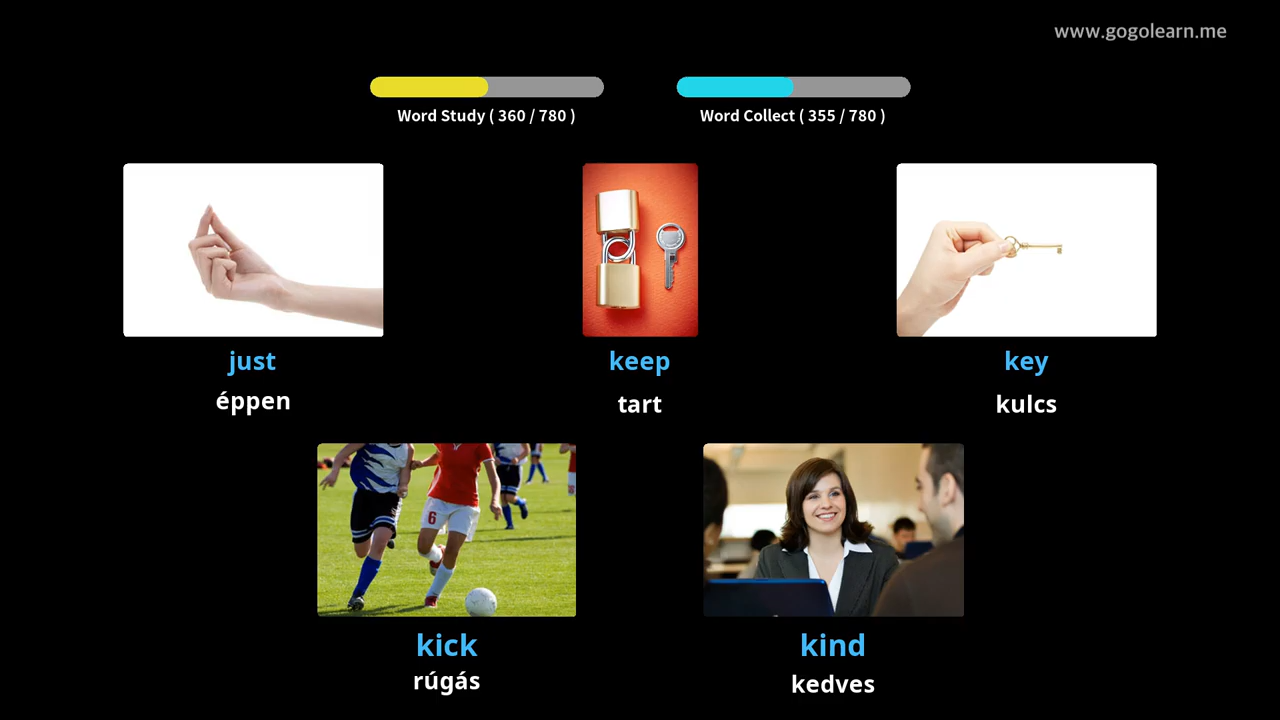 www.gogolearn.me
Word Study ( 360 / 780 )
Word Collect ( 355 / 780 )
just
éppen
keep
tart
key
kulcs
6
kick
rúgás
kind
kedves